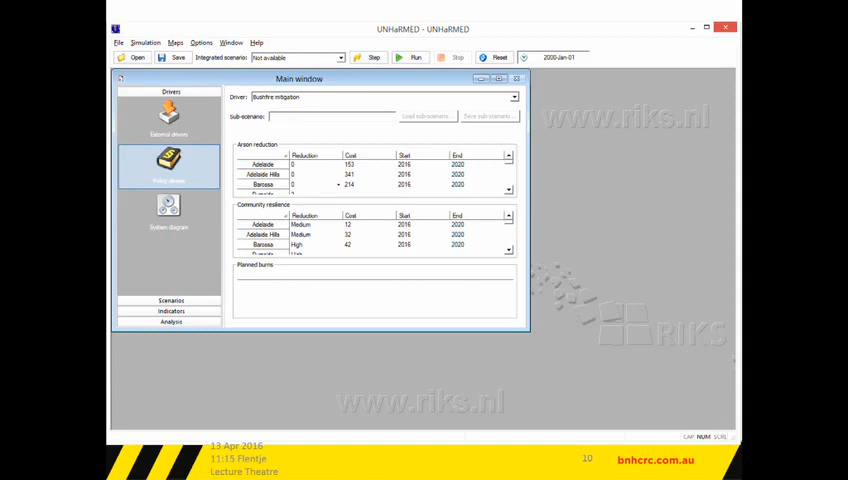 UNHaRMED - UNHaRMED
File Simulation Maps Options Window Help
Open Save Integrated scenario: Not available Step Run Stop Reset 2000-Jan-01
Main window
Drivers
Driver: Bushfire mitigation
External drivers
Sub-scenario: Load sub-scenario... Save sub-scenario...
www.riks.nl
Policy drivers
Arson reduction
Reduction Cost Start End
Adelaide 0 153 2016 2020
Adelaide Hills 0 341 2016 2020
Barossa 0 214 2016 2020
System diagram
Community resilience
Reduction Cost Start End
Adelaide Medium 12 2016 2020
Adelaide Hills Medium 32 2016 2020
Barossa High 42 2016 2020
Planned burns
Scenarios
Indicators
Analysis
RIKS
www.riks.nl
CAP NUM SCRL
13 Apr 2016
11:15 Flentje
Lecture Theatre
10
bnhcrc.com.au